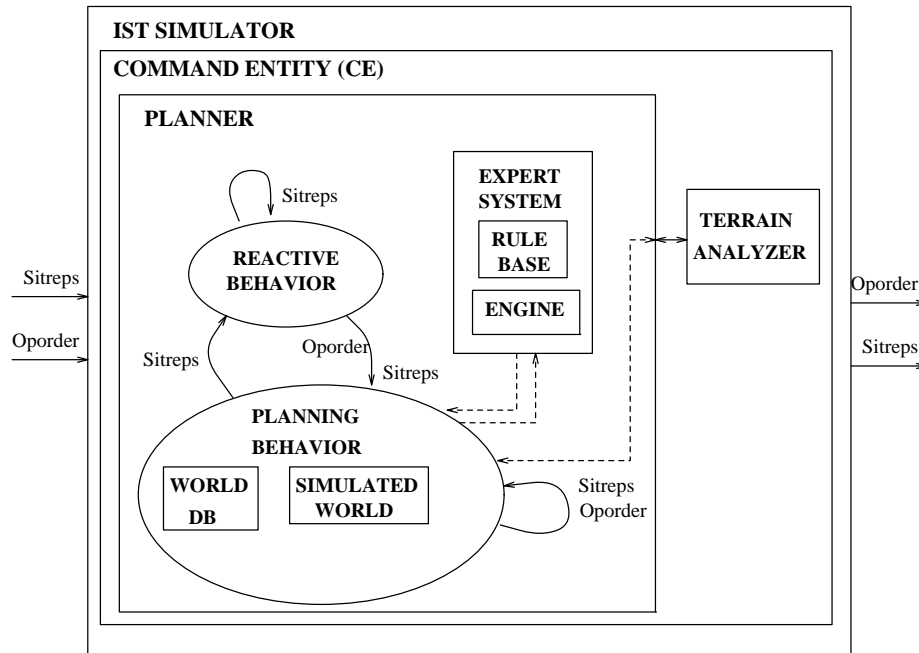 IST SIMULATOR
COMMAND ENTITY (CE)
PLANNER
Sitreps
REACTIVE
BEHAVIOR
EXPERT
SYSTEM
RULE
BASE
ENGINE
TERRAIN
ANALYZER
Sitreps
Oporder
Oporder
Sitreps
Sitreps
Oporder
Sitreps
PLANNING
BEHAVIOR
WORLD
DB
SIMULATED
WORLD
Sitreps
Oporder